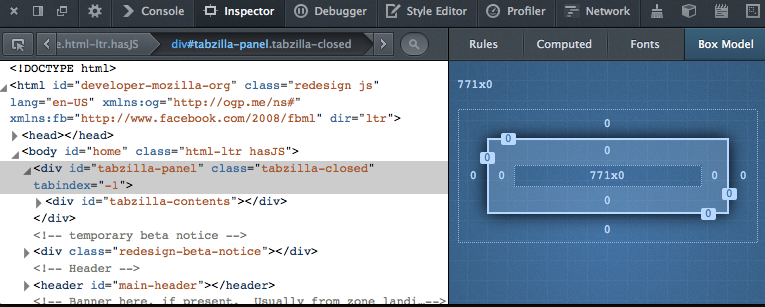 Console Inspector Debugger Style Editor Profiler Network
e.html-ltr.hasJS div#tabzilla-panel.tabzilla-closed
Rules Computed Fonts Box Model
<!DOCTYPE html>
<html id="developer-mozilla-org" class="redesign js"
lang="en-US" xmlns:og="http://ogp.me/ns#"
xmlns:fb="http://www.facebook.com/2008/fbml" dir="ltr">
<head></head>
<body id="home" class="html-ltr hasJS">
<div id="tabzilla-panel" class="tabzilla-closed"
tabindex="-1">
<div id="tabzilla-contents"></div>
</div>
<!-- temporary beta notice -->
<div class="redesign-beta-notice"></div>
<!-- Header -->
<header id="main-header"></header>
<!-- Banner here, if present. Usually from zone landi…-->
771x0
0
0
0
0 0 771x0 0 0
0
0
0
0
0